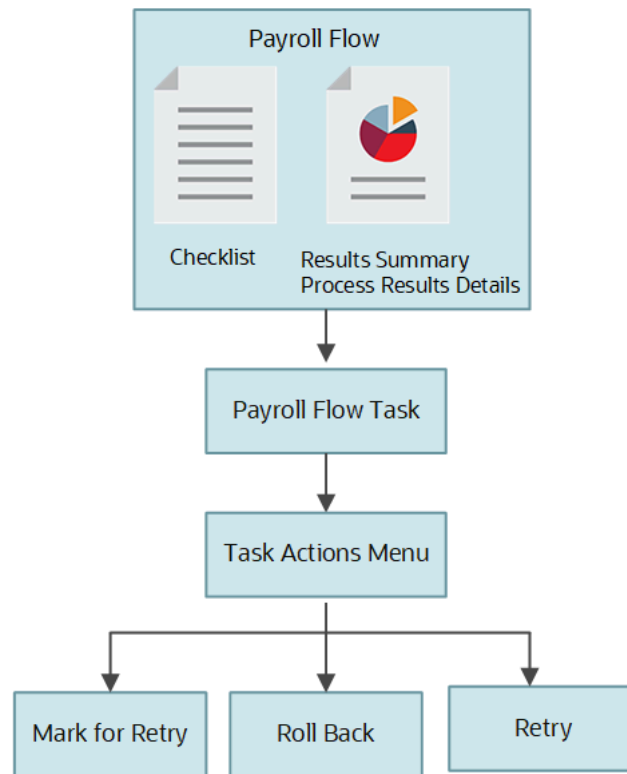 Payroll Flow
Checklist
Results Summary
Process Results Details
Payroll Flow Task
Task Actions Menu
Mark for Retry
Roll Back
Retry